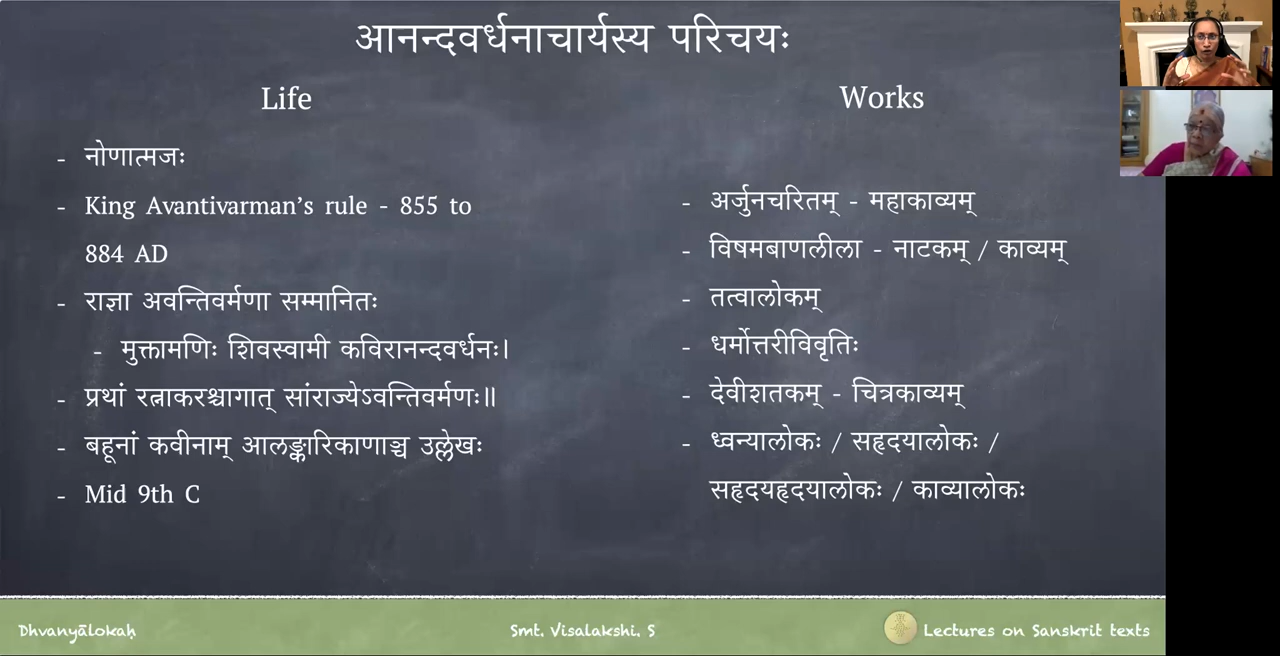 आनन्दवर्धनाचार्यस्य परिचयः
Life
- नोणात्मजः
- King Avantivarman’s rule - 855 to
884 AD
- राज्ञा अवन्तिवर्मणा सम्मानितः
- मुक्तामणिः शिवस्वामी कविरानन्दवर्धनः।
- प्रथां रत्नाकरश्चागात् सांराज्येऽवन्तिवर्मणः॥
- बहूनां कवीनाम् आलङ्कारिकाणाञ्च उल्लेखः
- Mid 9th C
Works
- अर्जुनचरितम् - महाकाव्यम्
- विषमबाणलीला - नाटकम् / काव्यम्
- तत्वालोकम्
- धर्मोत्तरीविवृतिः
- देवीशतकम् - चित्रकाव्यम्
- ध्वन्यालोकः / सहृदयालोकः /
सहृदयहृदयालोकः / काव्यालोकः
Dhvanyālokaḥ
Smt. Visalakshi. S
Lectures on Sanskrit texts